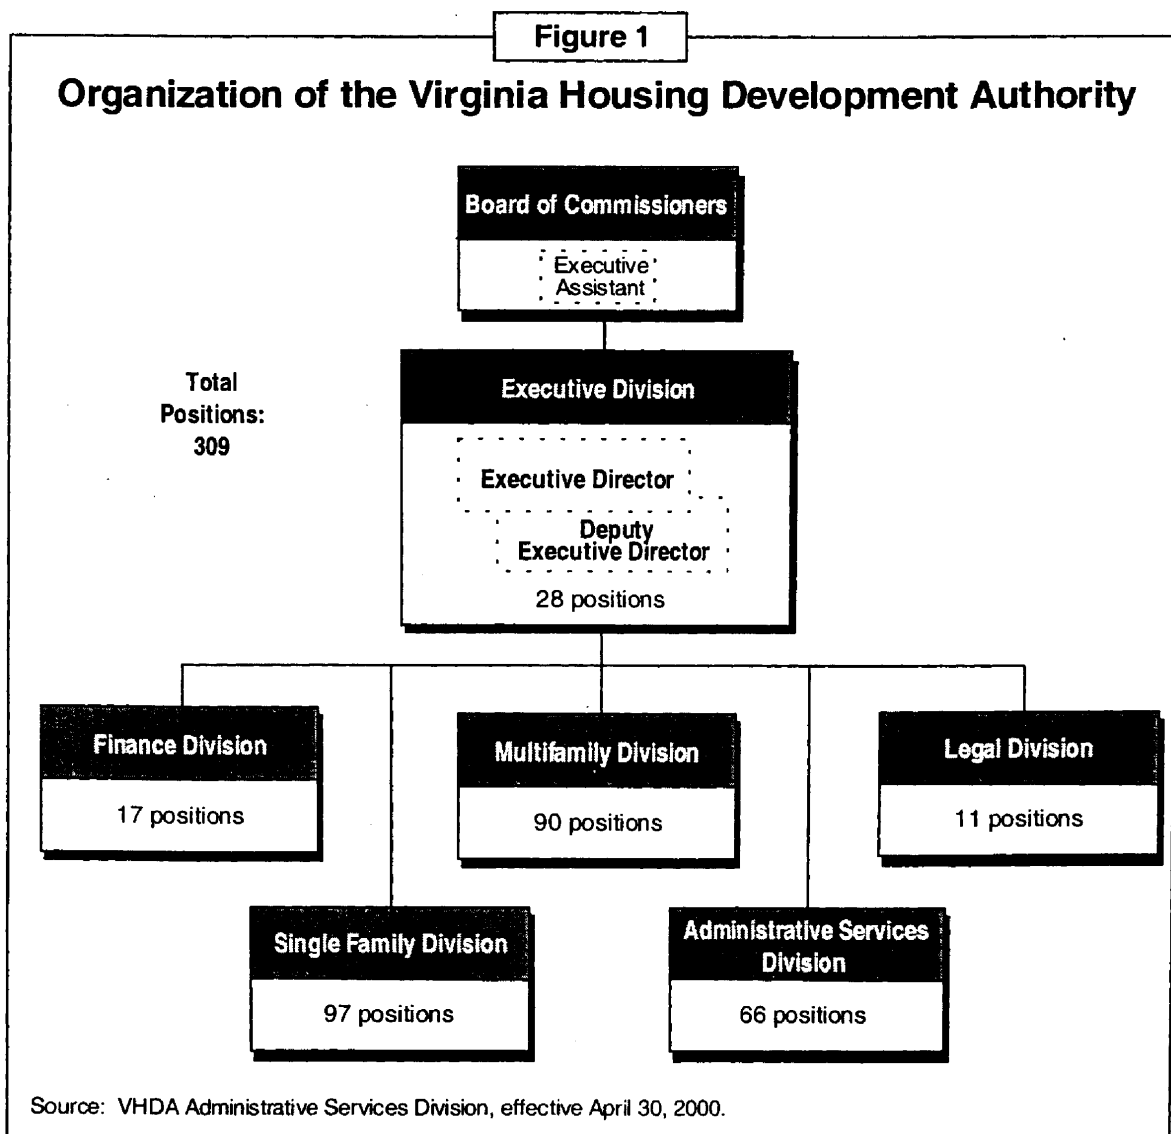 Figure 1
Organization of the Virginia Housing Development Authority
Board of Commissioners
Executive
Assistant
Total
Positions:
309
Executive Division
Executive Director
Deputy
Executive Director
28 positions
Finance Division
17 positions
Multifamily Division
90 positions
Legal Division
11 positions
Single Family Division
97 positions
Administrative Services
Division
66 positions
Source: VHDA Administrative Services Division, effective April 30, 2000.